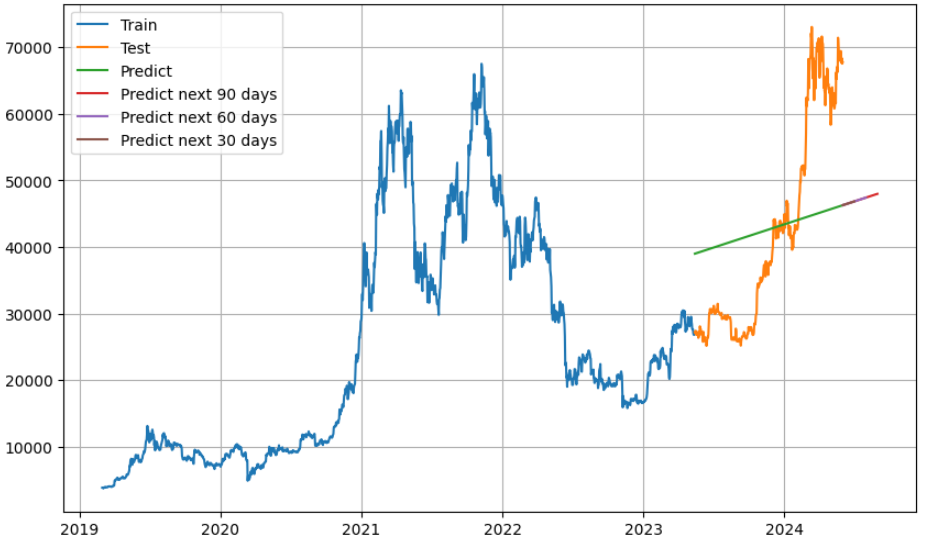 Train
Test
Predict
Predict next 90 days
Predict next 60 days
Predict next 30 days
70000
60000
50000
40000
30000
20000
10000
2019 2020 2021 2022 2023 2024